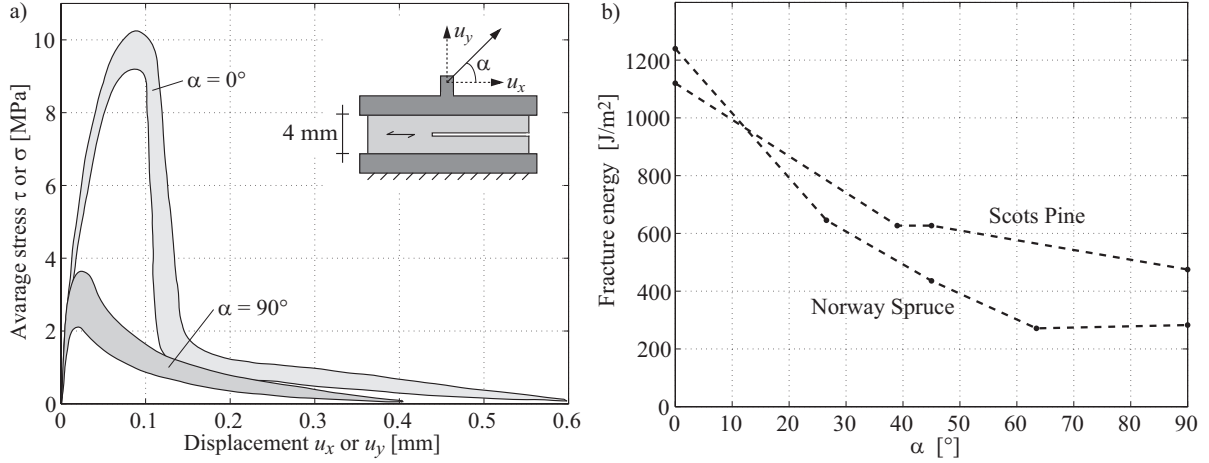 a)
10
8
6
4
2
0
Avarage stress τ or σ [MPa]
α = 0°
α = 90°
u_y
α
u_x
4 mm
0 0.1 0.2 0.3 0.4 0.5 0.6
Displacement u_x or u_y [mm]
b)
1200
1000
800
600
400
200
0
Fracture energy [J/m²]
Scots Pine
Norway Spruce
0 10 20 30 40 50 60 70 80 90
α [°]